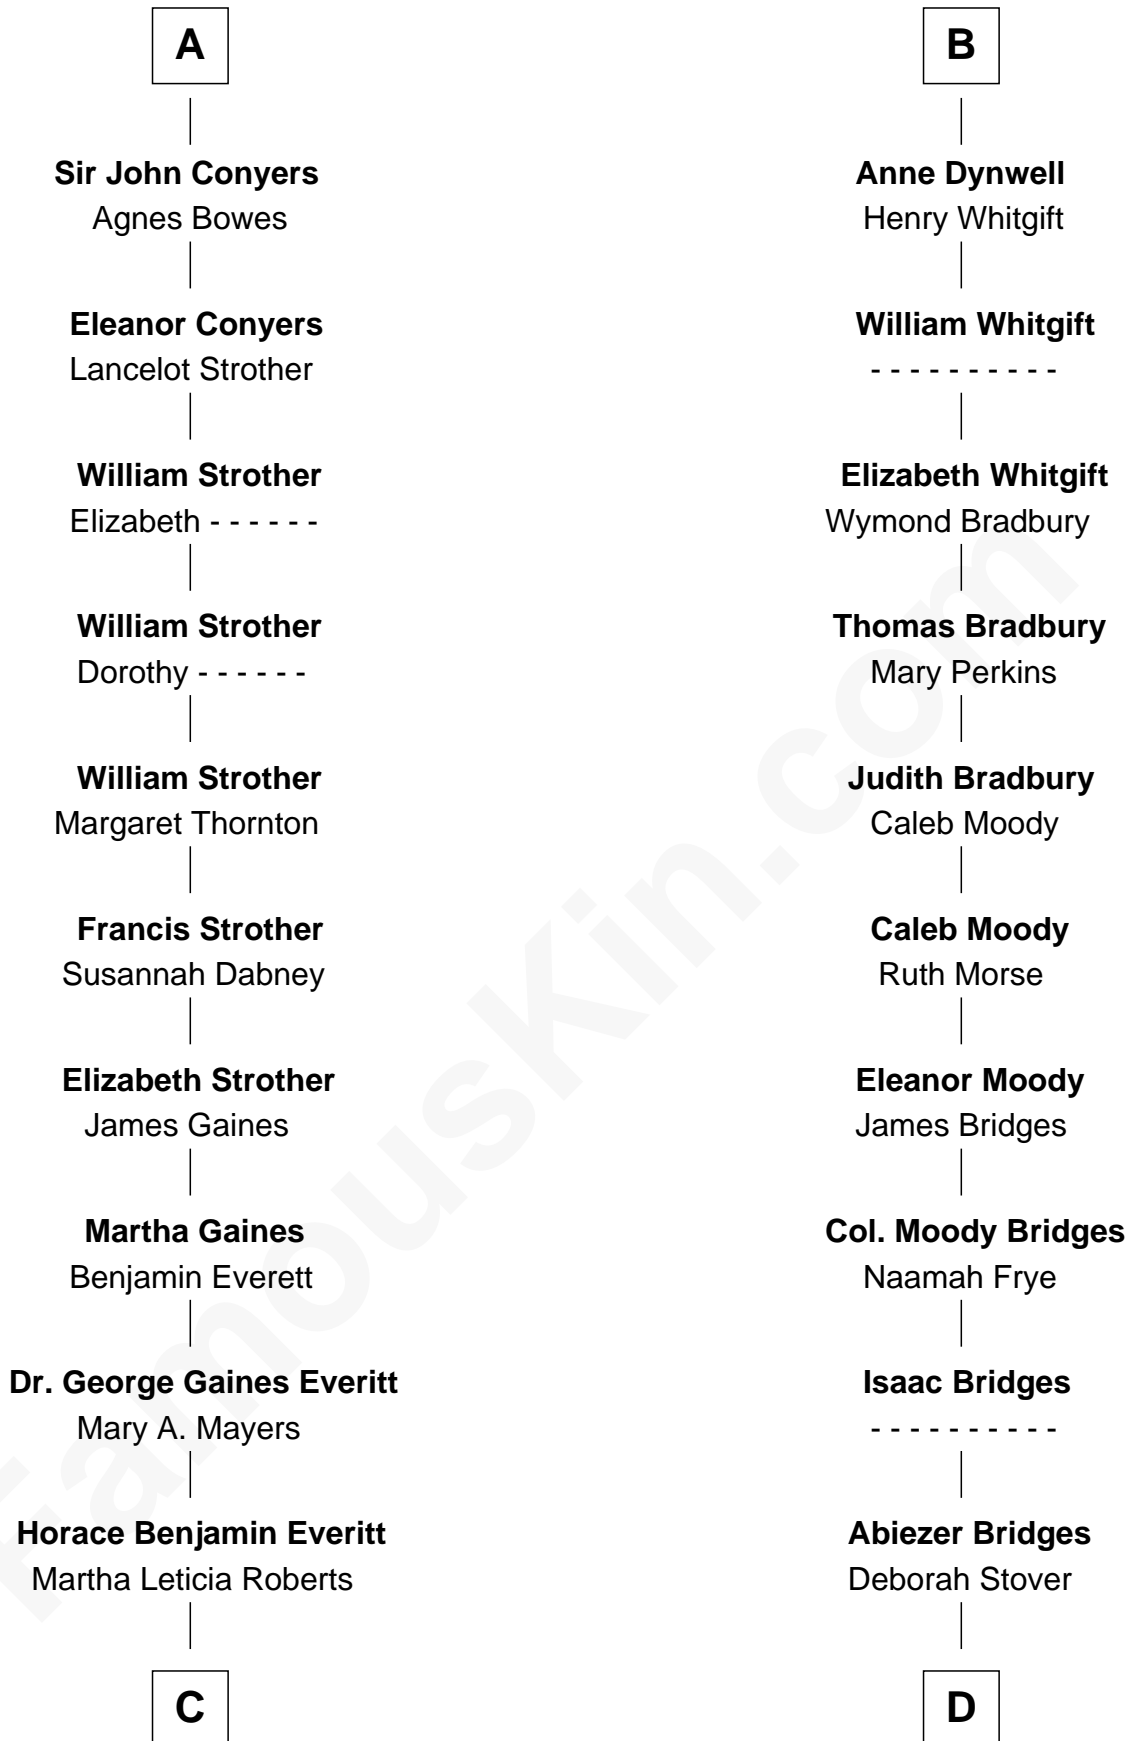 A
Sir John Conyers
Agnes Bowes
Eleanor Conyers
Lancelot Strother
William Strother
Elizabeth - - - - - -
William Strother
Dorothy - - - - - -
William Strother
Margaret Thornton
Francis Strother
Susannah Dabney
Elizabeth Strother
James Gaines
Martha Gaines
Benjamin Everett
Dr. George Gaines Everitt
Mary A. Mayers
Horace Benjamin Everitt
Martha Leticia Roberts
C
B
Anne Dynwell
Henry Whitgift
William Whitgift
- - - - - - - - - -
Elizabeth Whitgift
Wymond Bradbury
Thomas Bradbury
Mary Perkins
Judith Bradbury
Caleb Moody
Caleb Moody
Ruth Morse
Eleanor Moody
James Bridges
Col. Moody Bridges
Naamah Frye
Isaac Bridges
- - - - - - - - - -
Abiezer Bridges
Deborah Stover
D
FamousKin.com